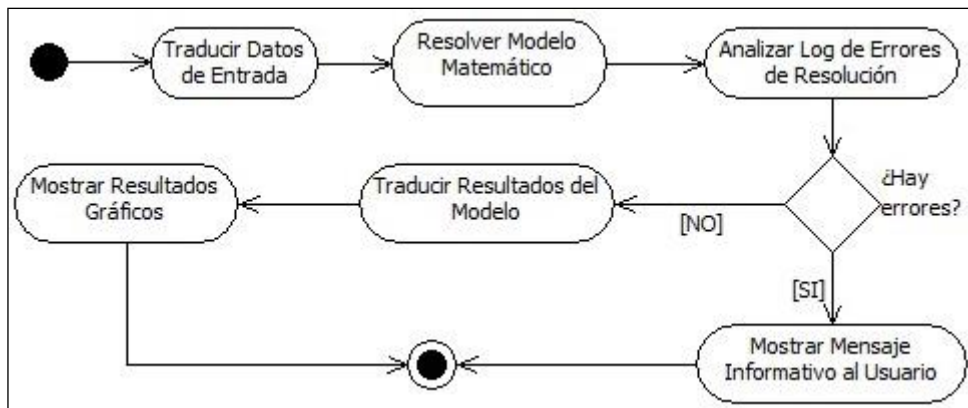 Traducir Datos
de Entrada
Resolver Modelo
Matemático
Analizar Log de Errores
de Resolución
¿Hay
errores?
[NO]
Traducir Resultados del
Modelo
Mostrar Resultados
Gráficos
[SI]
Mostrar Mensaje
Informativo al Usuario